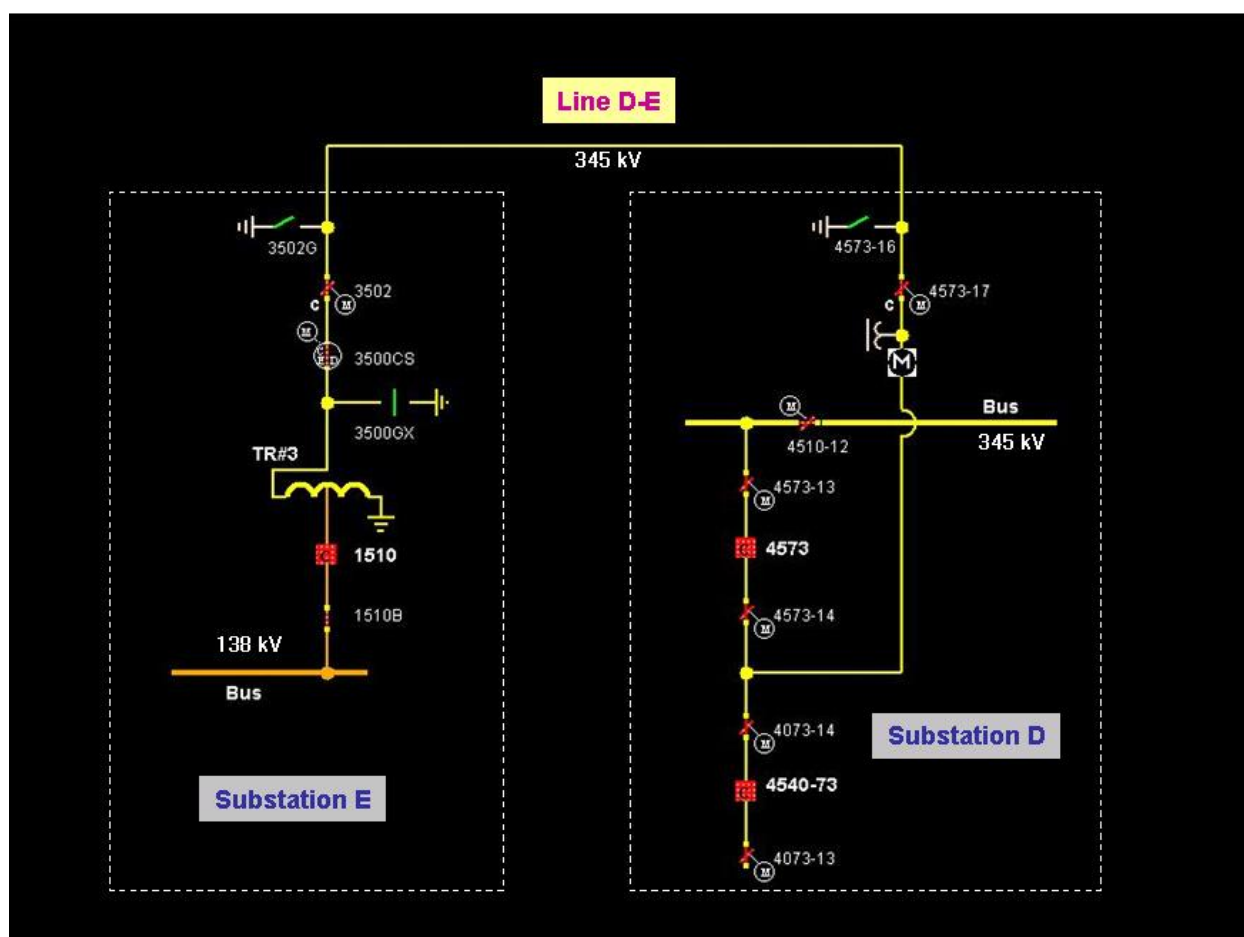 Line D-E
345 kV
3502G
4573-16
3502
C
M
4573-17
C
M
M
3500CS
M
M
Bus
345 kV
4510-12
3500GX
TR#3
4573-13
M
4573
1510
4573-14
M
1510B
138 kV
Bus
4073-14
M
Substation D
4540-73
Substation E
4073-13
M